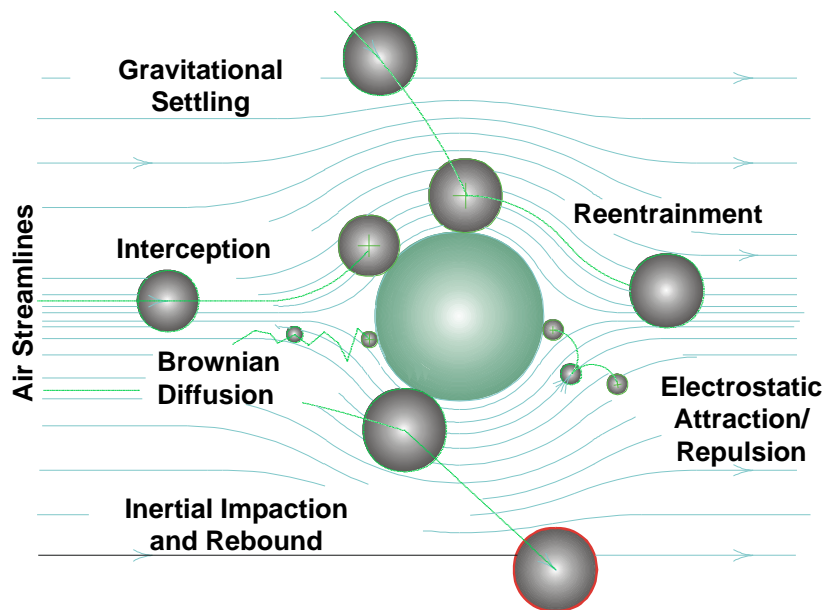 Gravitational
Settling
Reentrainment
Interception
Air Streamlines
Brownian
Diffusion
Electrostatic
Attraction/
Repulsion
Inertial Impaction
and Rebound